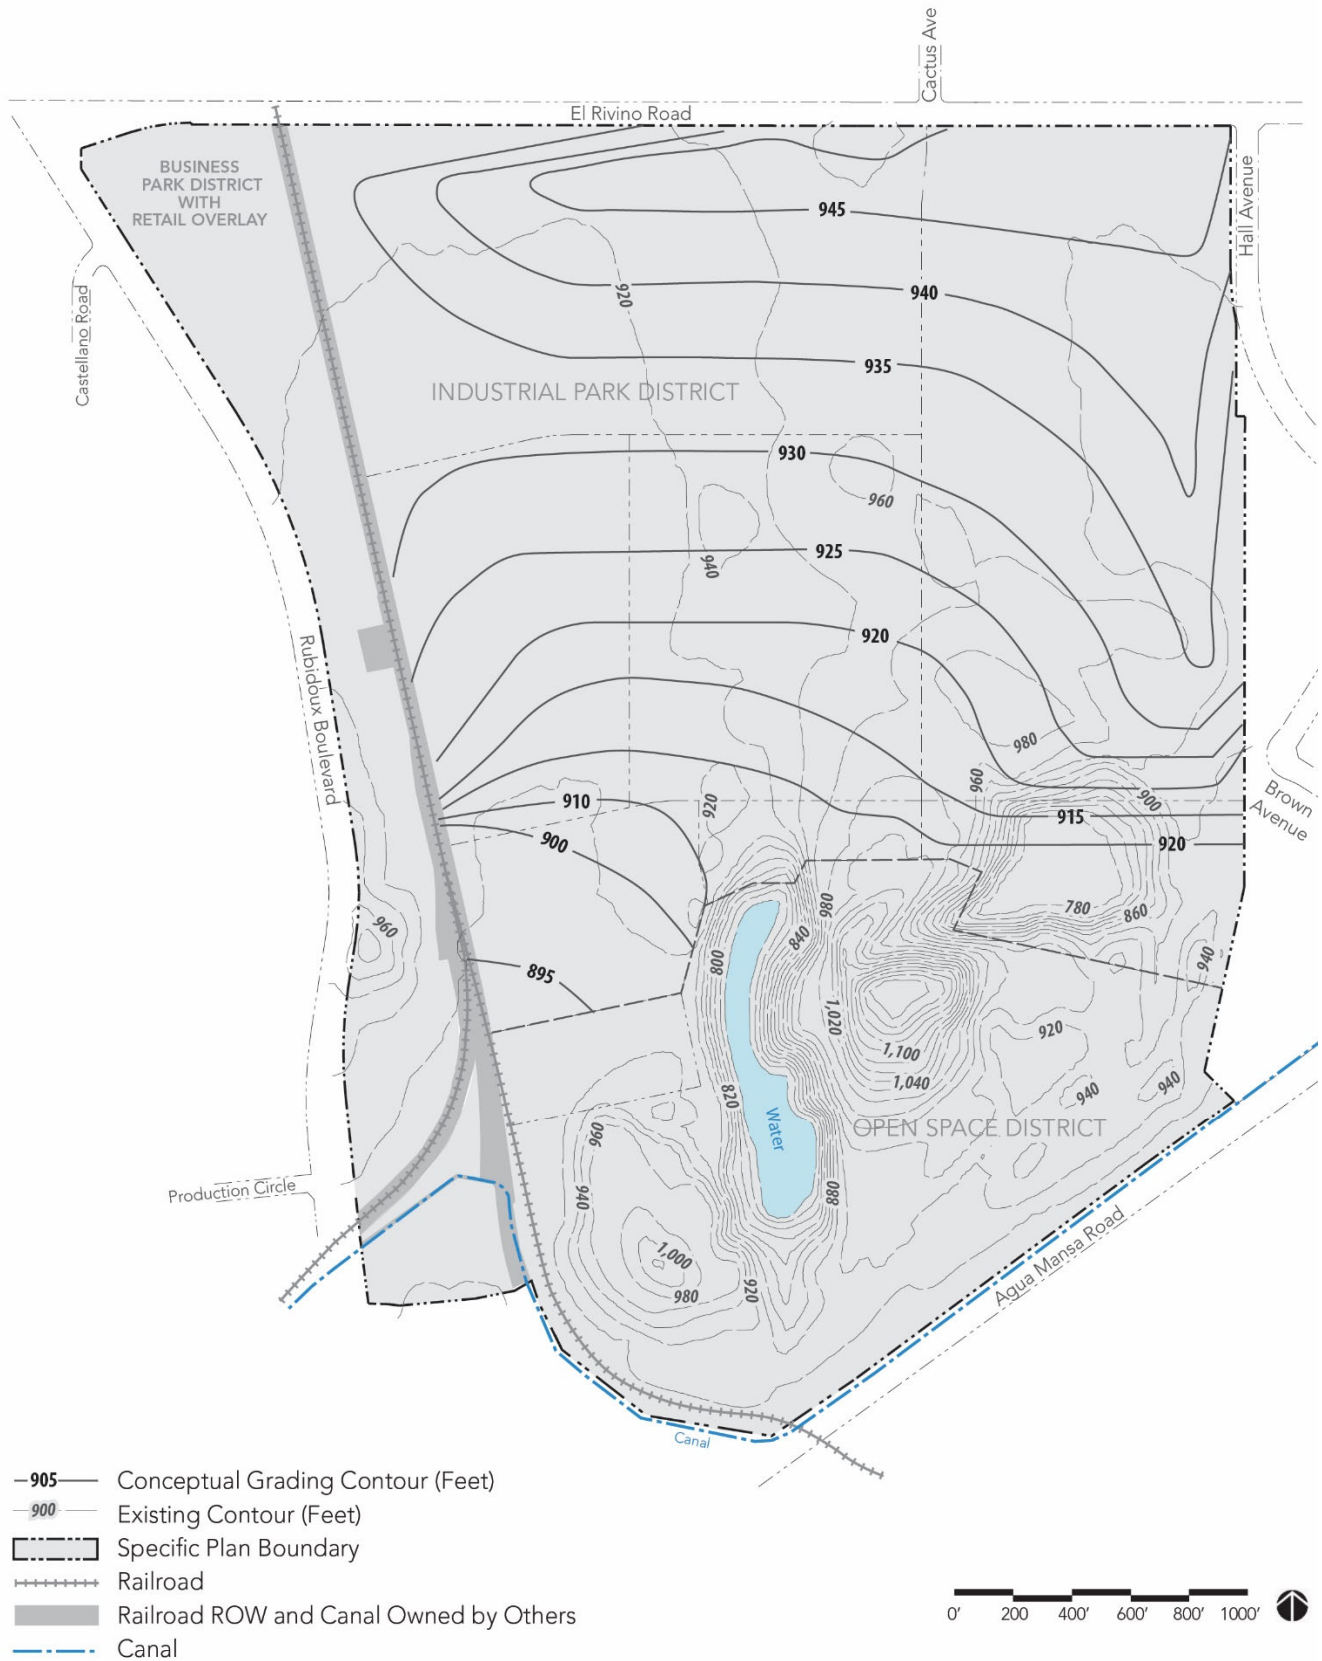 Cactus Ave
El Rivino Road
BUSINESS
PARK DISTRICT
WITH
RETAIL OVERLAY
Hall Avenue
945
Castellano Road
920
940
935
INDUSTRIAL PARK DISTRICT
930
960
925
940
920
Rubidoux Boulevard
980
960
900
Brown
Avenue
910
920
915
900
920
780
860
980
960
840
808
940
895
1,020
920
1,100
1,040
940
940
820
Water
OPEN SPACE DISTRICT
960
Production Circle
940
880
1,000
980
920
Agua Mansa Road
Canal
905
Conceptual Grading Contour (Feet)
900
Existing Contour (Feet)
Specific Plan Boundary
Railroad
Railroad ROW and Canal Owned by Others
Canal
0' 200 400' 600' 800' 1000'